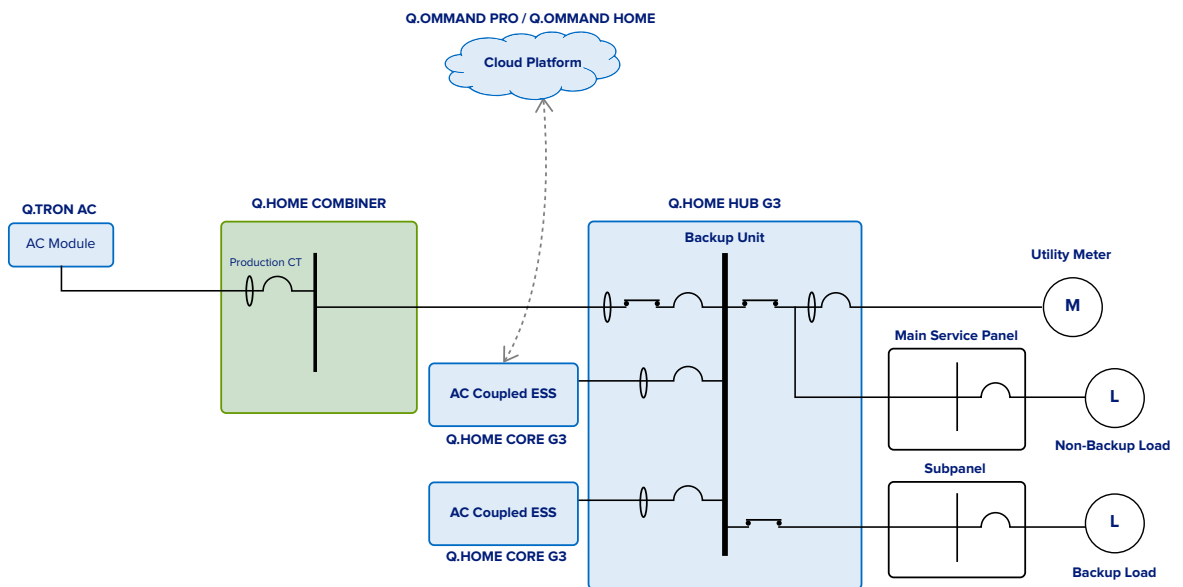 Q.OMMAND PRO / Q.OMMAND HOME
Cloud Platform
Q.TRON AC
AC Module
Q.HOME COMBINER
Production CT
Q.HOME HUB G3
Backup Unit
Utility Meter
M
Main Service Panel
AC Coupled ESS
L
Q.HOME CORE G3
Non-Backup Load
Subpanel
AC Coupled ESS
L
Q.HOME CORE G3
Backup Load